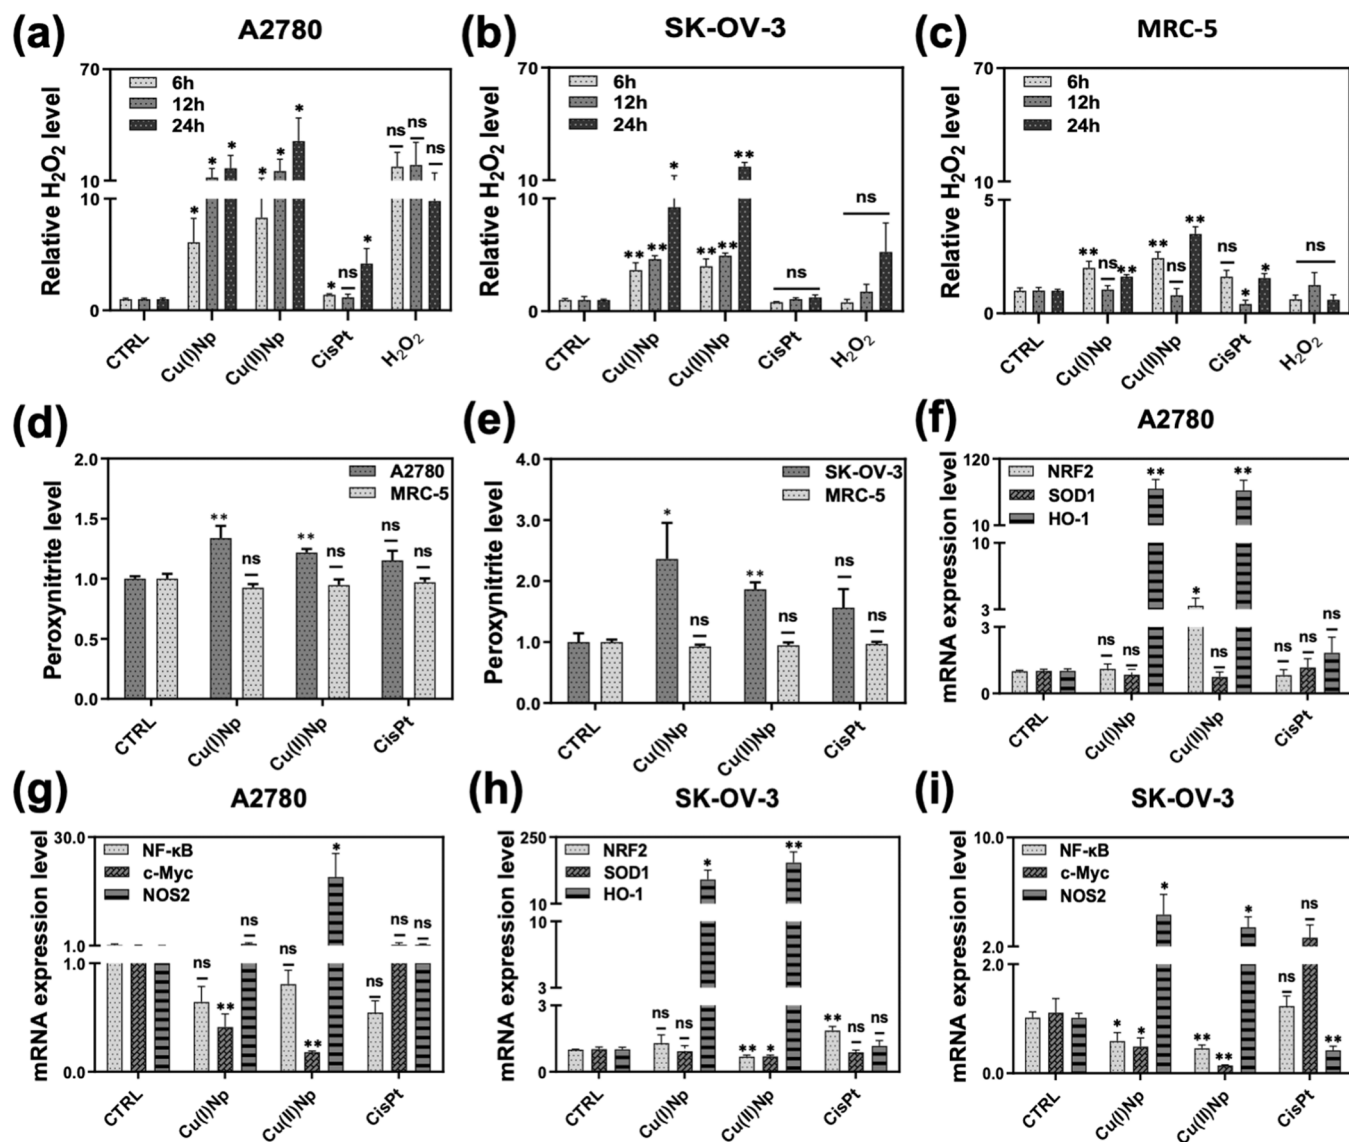 (a)
A2780
70
10
10
0
Relative H₂O₂ level
6h
12h
24h
* * *
* * *
* ns *
ns ns ns
CTRL
Cu(I)Np
Cu(II)Np
CisPt
H₂O₂
(b)
SK-OV-3
70
10
10
0
Relative H₂O₂ level
6h
12h
24h
** ** *
** ** **
ns
ns
CTRL
Cu(I)Np
Cu(II)Np
CisPt
H₂O₂
(c)
MRC-5
70
10
5
0
Relative H₂O₂ level
6h
12h
24h
** ns **
** ns **
ns * *
ns
CTRL
Cu(I)Np
Cu(II)Np
CisPt
H₂O₂
(d)
2.0
1.5
1.0
0.5
0.0
Peroxynitrite level
A2780
MRC-5
** ns
** ns
ns ns
CTRL
Cu(I)Np
Cu(II)Np
CisPt
(e)
4.0
3.0
2.0
1.0
0.0
Peroxynitrite level
SK-OV-3
MRC-5
* ns
** ns
ns ns
CTRL
Cu(I)Np
Cu(II)Np
CisPt
(f)
A2780
120
10
10
3
3
0
mRNA expression level
NRF2
SOD1
HO-1
ns ns **
* ns **
ns ns ns
CTRL
Cu(I)Np
Cu(II)Np
CisPt
(g)
A2780
30.0
1.0
1.0
0.0
mRNA expression level
NF-κB
c-Myc
NOS2
ns ** ns
ns ** *
ns ns ns
CTRL
Cu(I)Np
Cu(II)Np
CisPt
(h)
SK-OV-3
250
10
10
3
3
0
mRNA expression level
NRF2
SOD1
HO-1
ns ns *
** * **
** ns ns
CTRL
Cu(I)Np
Cu(II)Np
CisPt
(i)
SK-OV-3
10.0
2.0
2.0
0.0
mRNA expression level
NF-κB
c-Myc
NOS2
* * *
** ** *
ns ns **
CTRL
Cu(I)Np
Cu(II)Np
CisPt